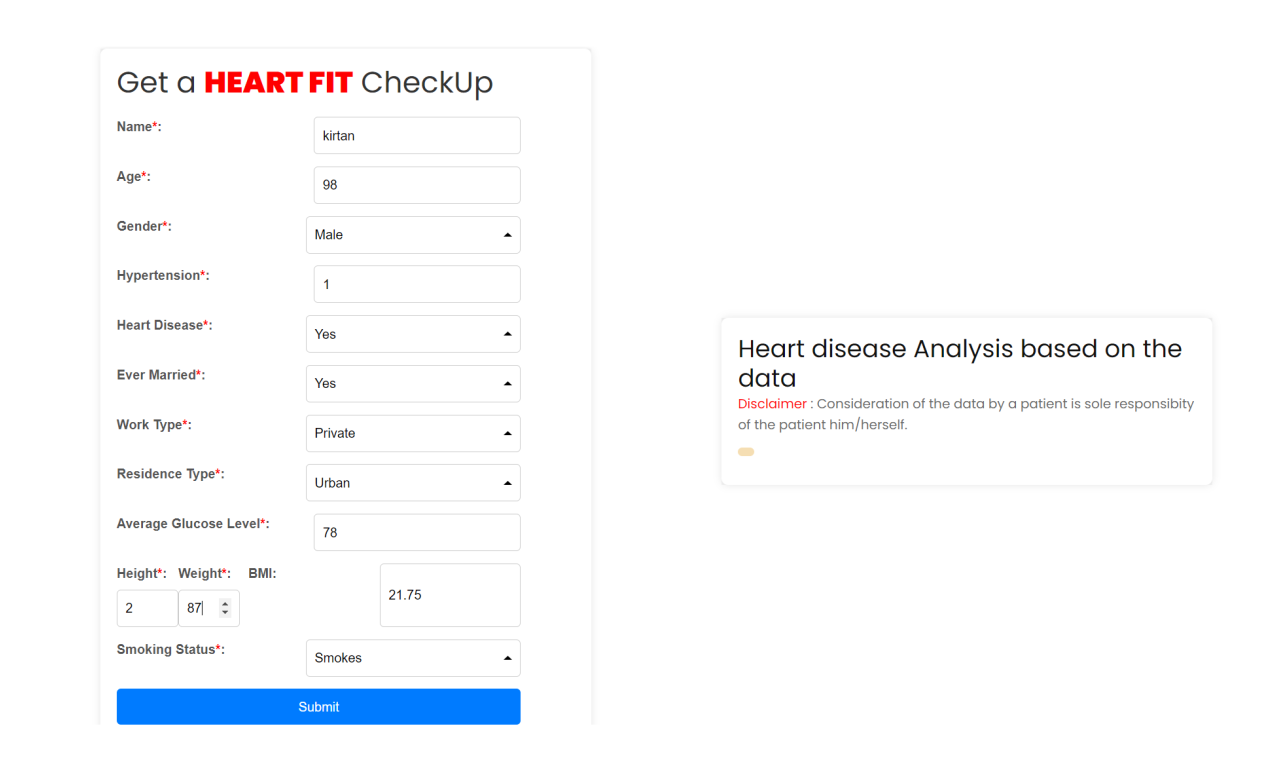 Get a HEART FIT CheckUp
Name*:
kirtan
Age*:
98
Gender*:
Male
Hypertension*:
1
Heart Disease*:
Yes
Ever Married*:
Yes
Work Type*:
Private
Residence Type*:
Urban
Average Glucose Level*:
78
Height*: Weight*: BMI:
2 87 21.75
Smoking Status*:
Smokes
Submit
Heart disease Analysis based on the
data
Disclaimer : Consideration of the data by a patient is sole responsibity
of the patient him/herself.